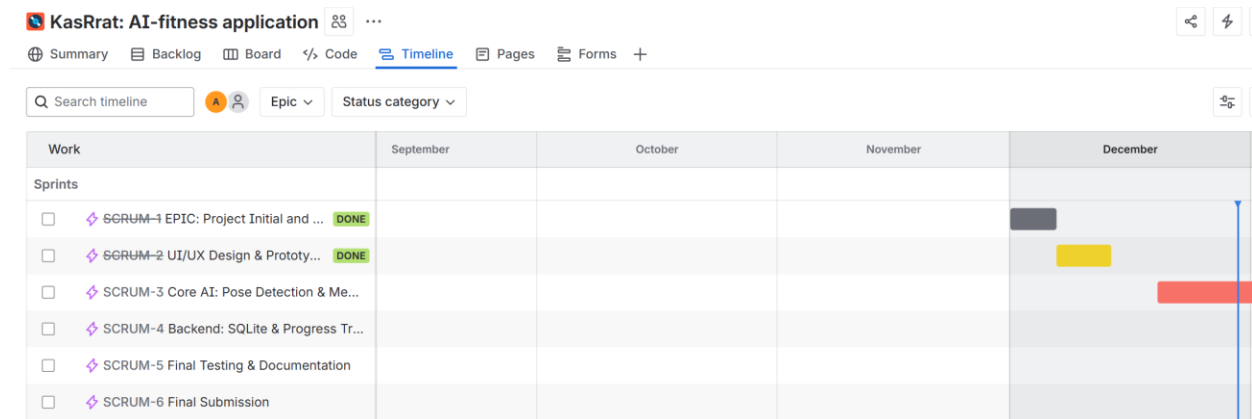 KasRrat: AI-fitness application
Summary Backlog Board Code Timeline Pages Forms
Search timeline A Epic Status category
Work September October November December
Sprints
SCRUM-1 EPIC: Project Initial and ... DONE
SCRUM-2 UI/UX Design & Prototy... DONE
SCRUM-3 Core AI: Pose Detection & Me...
SCRUM-4 Backend: SQLite & Progress Tr...
SCRUM-5 Final Testing & Documentation
SCRUM-6 Final Submission